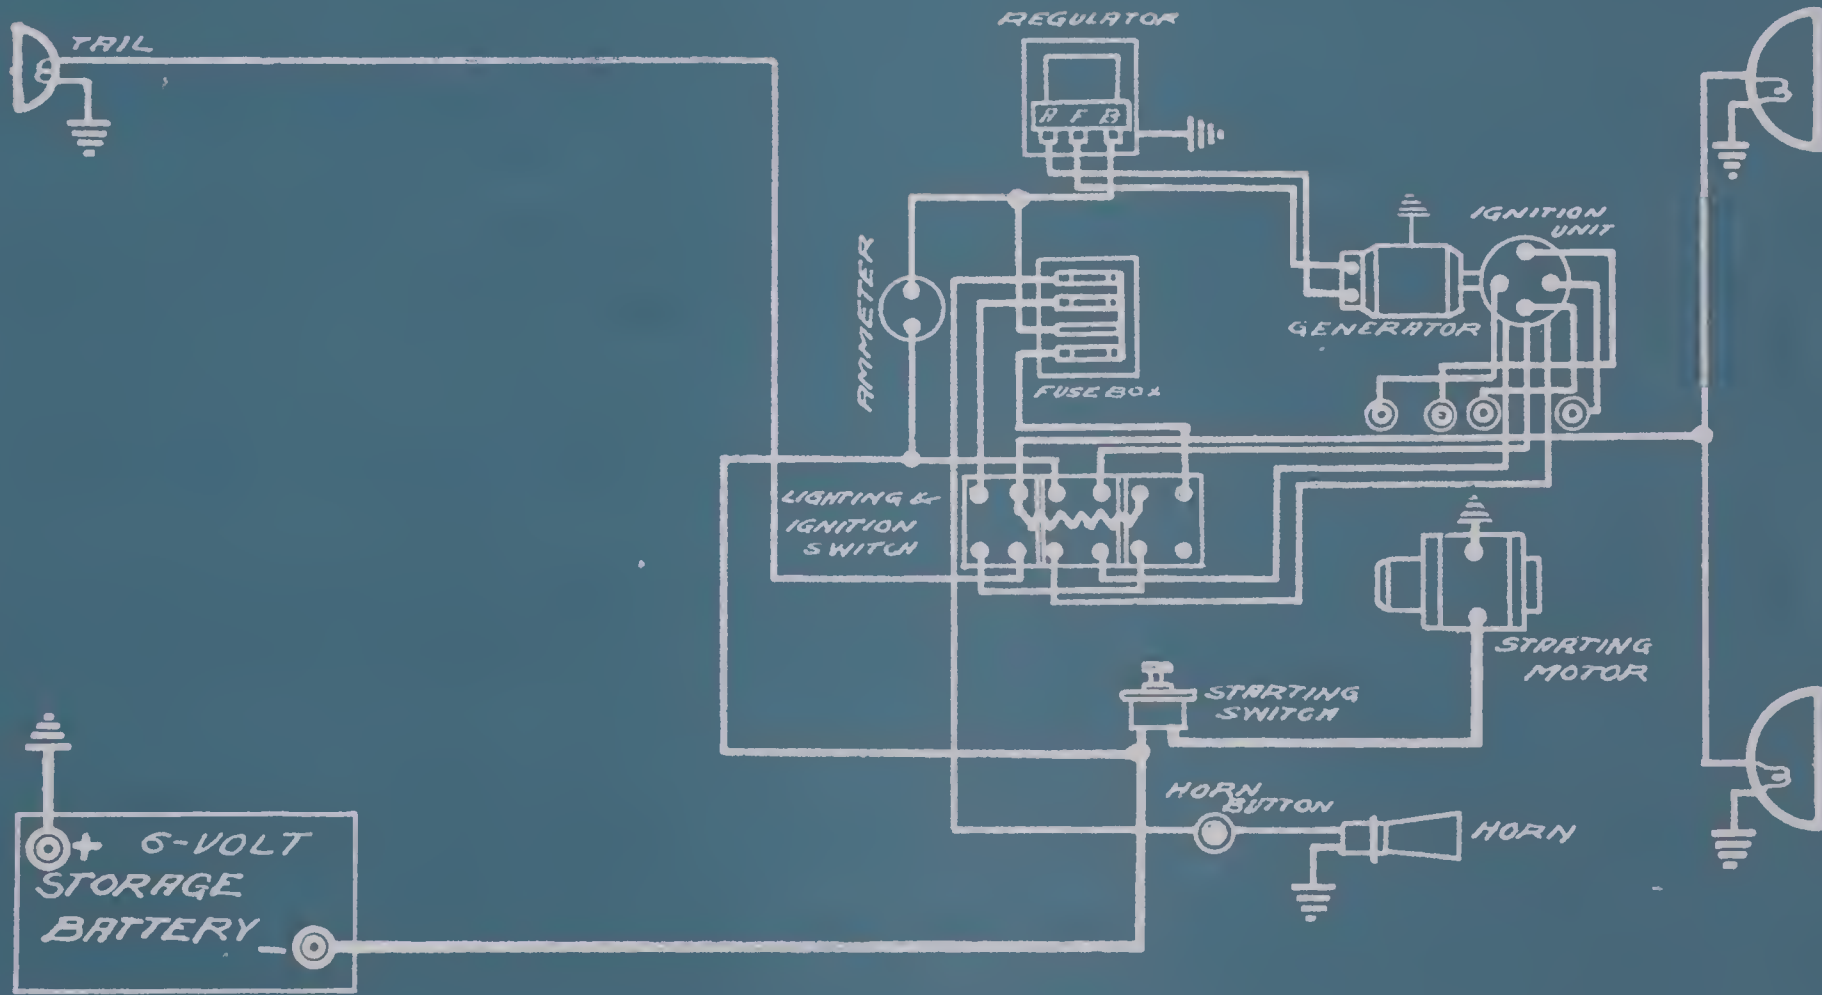 REGULATOR
TAIL
A F B
IGNITION
UNIT
AMMETER
GENERATOR
FUSE BOX
LIGHTING &
IGNITION
SWITCH
STARTING
MOTOR
STARTING
SWITCH
HORN
BUTTON
HORN
+ 6-VOLT
STORAGE
BATTERY -